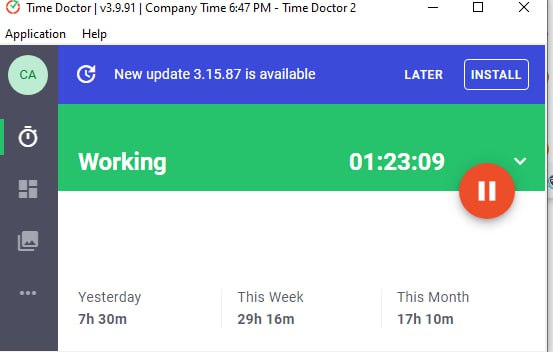 Time Doctor | v3.9.91 | Company Time 6:47 PM - Time Doctor 2
Application Help
CA
New update 3.15.87 is available LATER INSTALL
Working 01:23:09
Yesterday This Week This Month
7h 30m 29h 16m 17h 10m